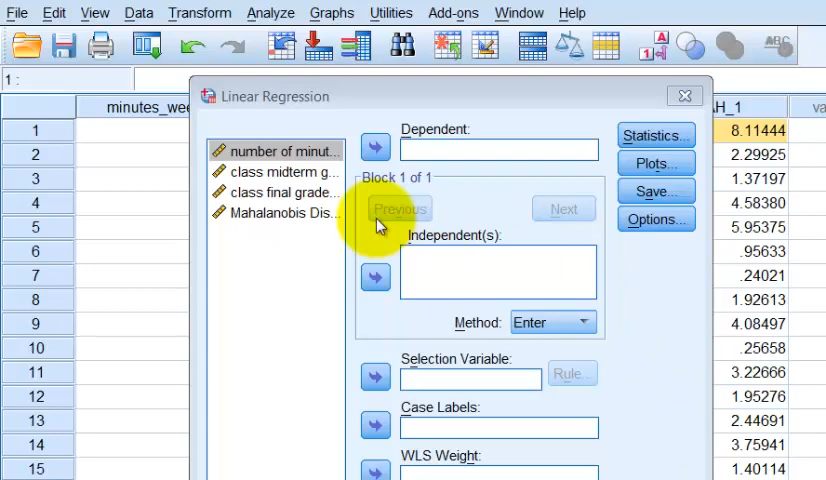 File Edit View Data Transform Analyze Graphs Utilities Add-ons Window Help
1 :
Linear Regression
minutes_wee
AH_1
va
number of minut...
class midterm g...
class final grade...
Mahalanobis Dis...
Dependent:
Block 1 of 1
Previous
Next
Independent(s):
Method: Enter
Selection Variable:
Rule...
Case Labels:
WLS Weight:
Statistics...
Plots...
Save...
Options...
1 8.11444
2 2.29925
3 1.37197
4 4.58380
5 5.95375
6 .95633
7 .24021
8 1.92613
9 4.08497
10 .25658
11 3.22666
12 1.95276
13 2.44691
14 3.75941
15 1.40114